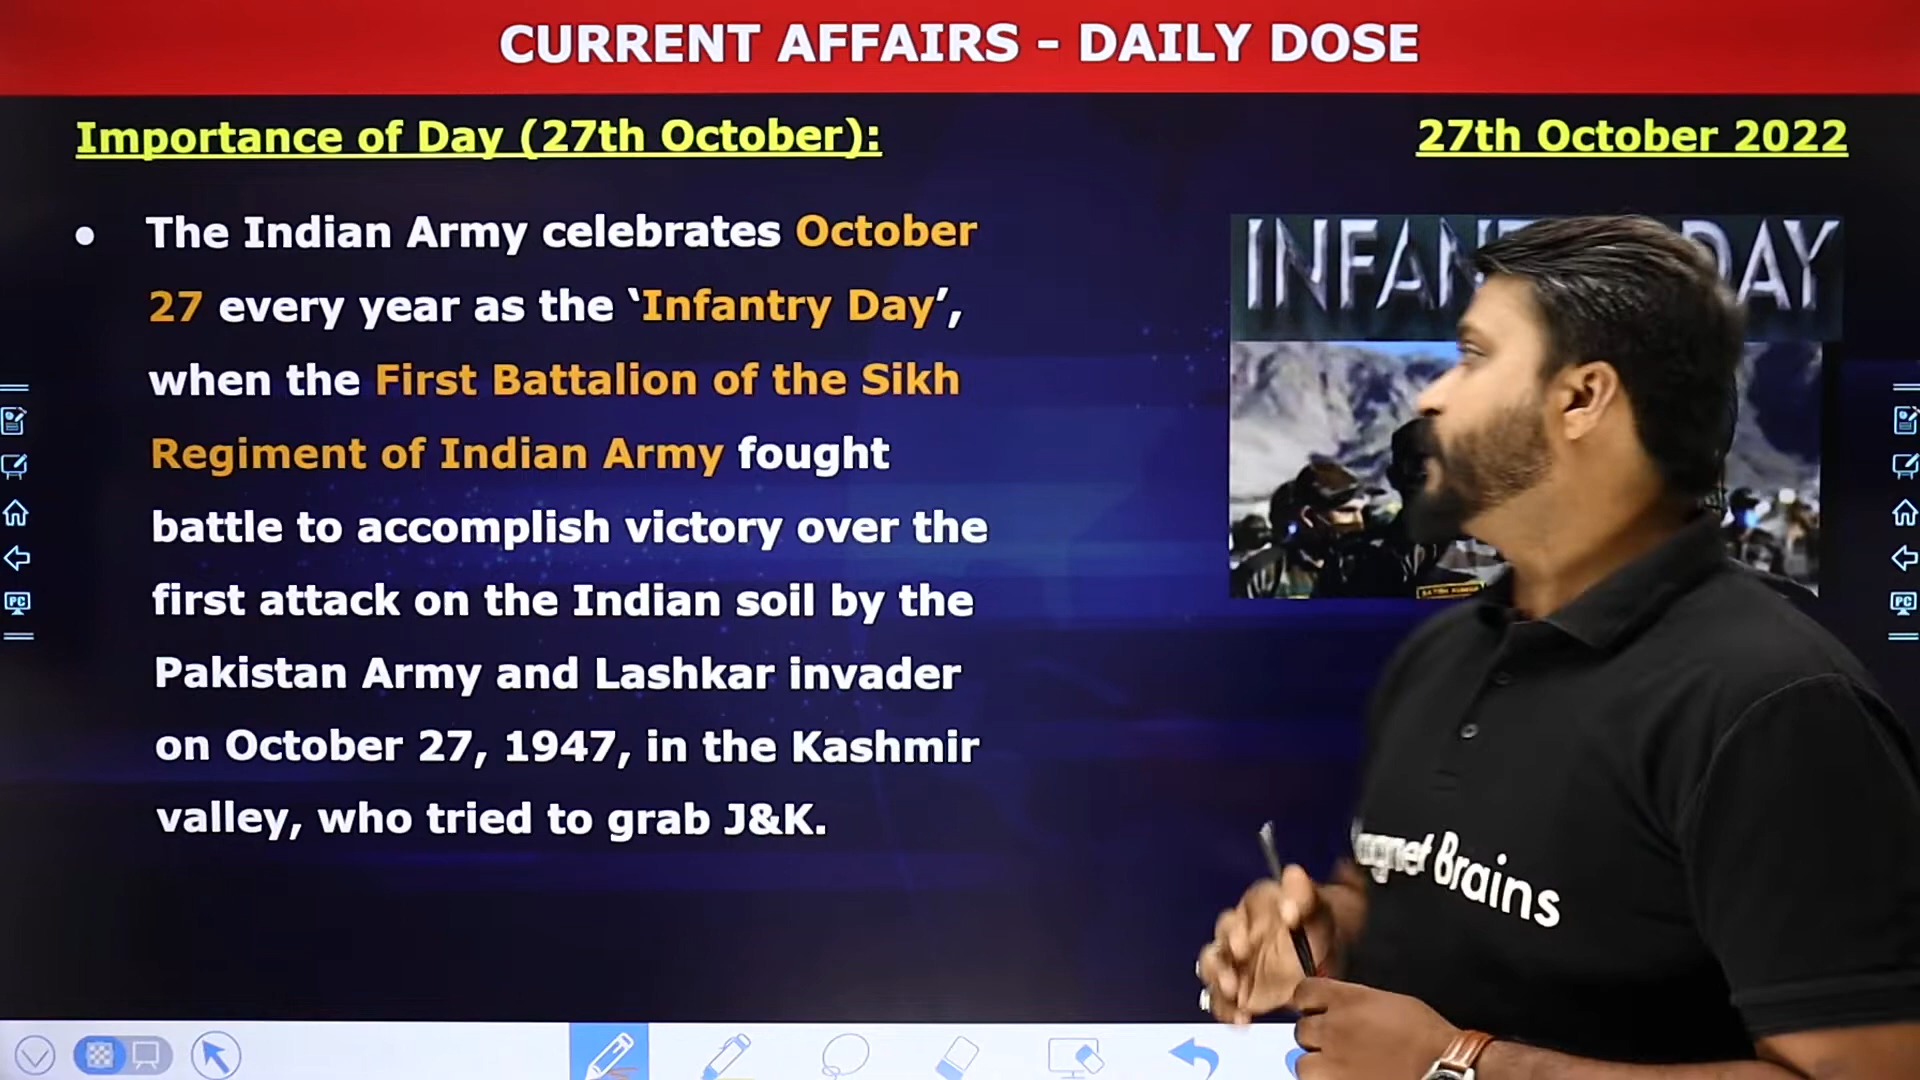 CURRENT AFFAIRS - DAILY DOSE
Importance of Day (27th October):
27th October 2022
• The Indian Army celebrates October
27 every year as the ‘Infantry Day’,
when the First Battalion of the Sikh
Regiment of Indian Army fought
battle to accomplish victory over the
first attack on the Indian soil by the
Pakistan Army and Lashkar invader
on October 27, 1947, in the Kashmir
valley, who tried to grab J&K.
DAY
Brains
PC
PC